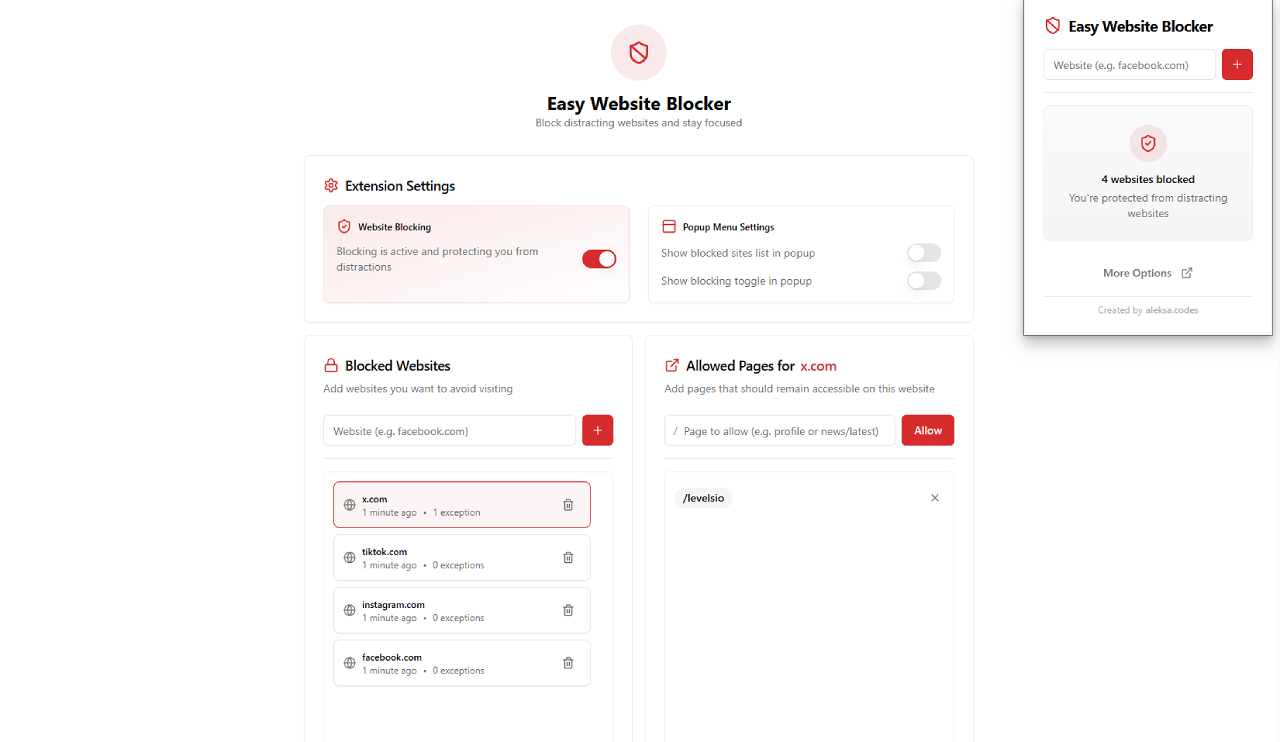 Easy Website Blocker
Block distracting websites and stay focused
Extension Settings
Website Blocking
Blocking is active and protecting you from
distractions
Popup Menu Settings
Show blocked sites list in popup
Show blocking toggle in popup
Blocked Websites
Add websites you want to avoid visiting
Website (e.g. facebook.com)
x.com
1 minute ago • 1 exception
tiktok.com
1 minute ago • 0 exceptions
instagram.com
1 minute ago • 0 exceptions
facebook.com
1 minute ago • 0 exceptions
Allowed Pages for x.com
Add pages that should remain accessible on this website
/ Page to allow (e.g. profile or news/latest)
Allow
/levelsio
Easy Website Blocker
Website (e.g. facebook.com)
4 websites blocked
You're protected from distracting
websites
More Options
Created by aleksa.codes